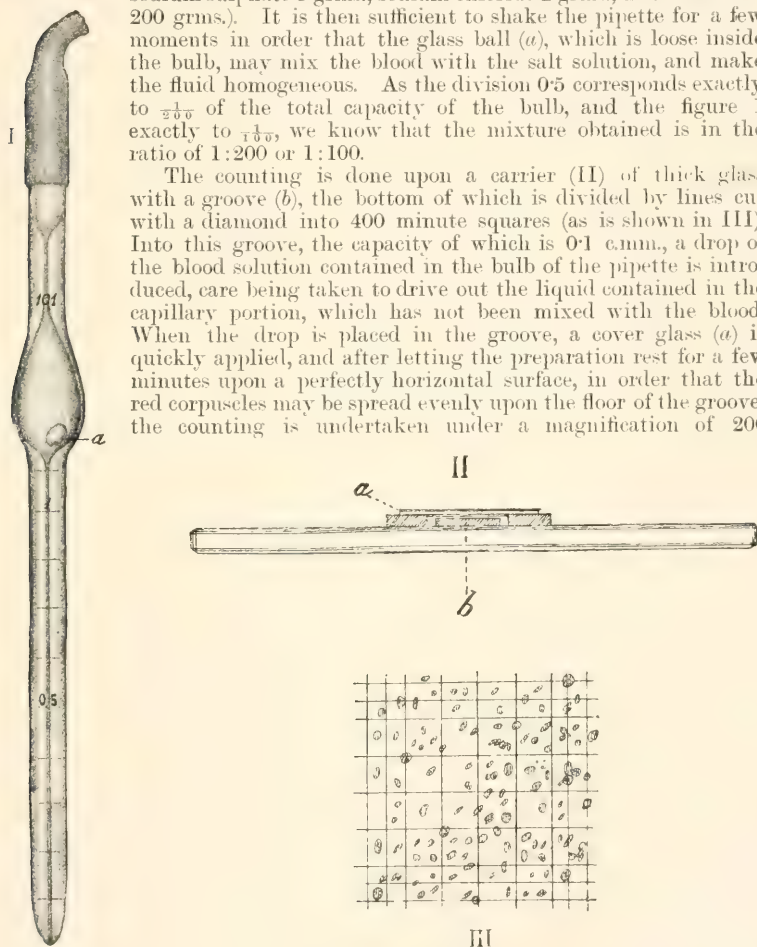 200 grms.). It is then sufficient to shake the pipette for a few
moments in order that the glass ball (a), which is loose inside
the bulb, may mix the blood with the salt solution, and make
the fluid homogeneous. As the division 0·5 corresponds exactly
to 1/200 of the total capacity of the bulb, and the figure
exactly to 1/100, we know that the mixture obtained is in the
ratio of 1:200 or 1:100.
The counting is done upon a carrier (II) of thick glas
with a groove (b), the bottom of which is divided by lines cu
with a diamond into 400 minute squares (as is shown in III)
Into this groove, the capacity of which is 0·1 c.mm., a drop o
the blood solution contained in the bulb of the pipette is intro
duced, care being taken to drive out the liquid contained in the
capillary portion, which has not been mixed with the blood
When the drop is placed in the groove, a cover glass (a) i
quickly applied, and after letting the preparation rest for a few
minutes upon a perfectly horizontal surface, in order that the
red corpuscles may be spread evenly upon the floor of the groove
the counting is undertaken under a magnification of 200
I
101
a
1
0,5
II
a
b
III